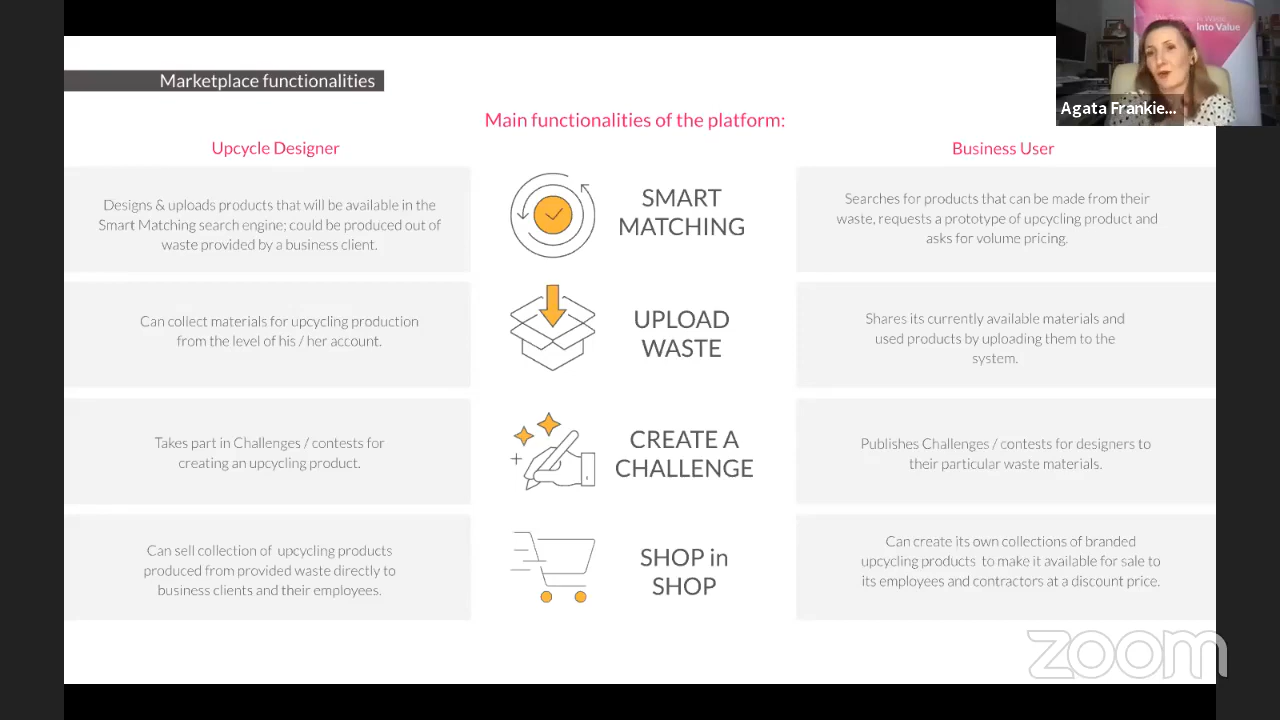 Marketplace functionalities
Into Value
Agata Frankie...
Main functionalities of the platform:
Upcycle Designer
Business User
Designs & uploads products that will be available in the
Smart Matching search engine; could be produced out of
waste provided by a business client.
SMART
MATCHING
Searches for products that can be made from their
waste, requests a prototype of upcycling product and
asks for volume pricing.
Can collect materials for upcycling production
from the level of his / her account.
UPLOAD
WASTE
Shares its currently available materials and
used products by uploading them to the
system.
Takes part in Challenges / contests for
creating an upcycling product.
CREATE A
CHALLENGE
Publishes Challenges / contests for designers to
their particular waste materials.
Can sell collection of upcycling products
produced from provided waste directly to
business clients and their employees.
SHOP in
SHOP
Can create its own collections of branded
upcycling products to make it available for sale to
its employees and contractors at a discount price.
zoom